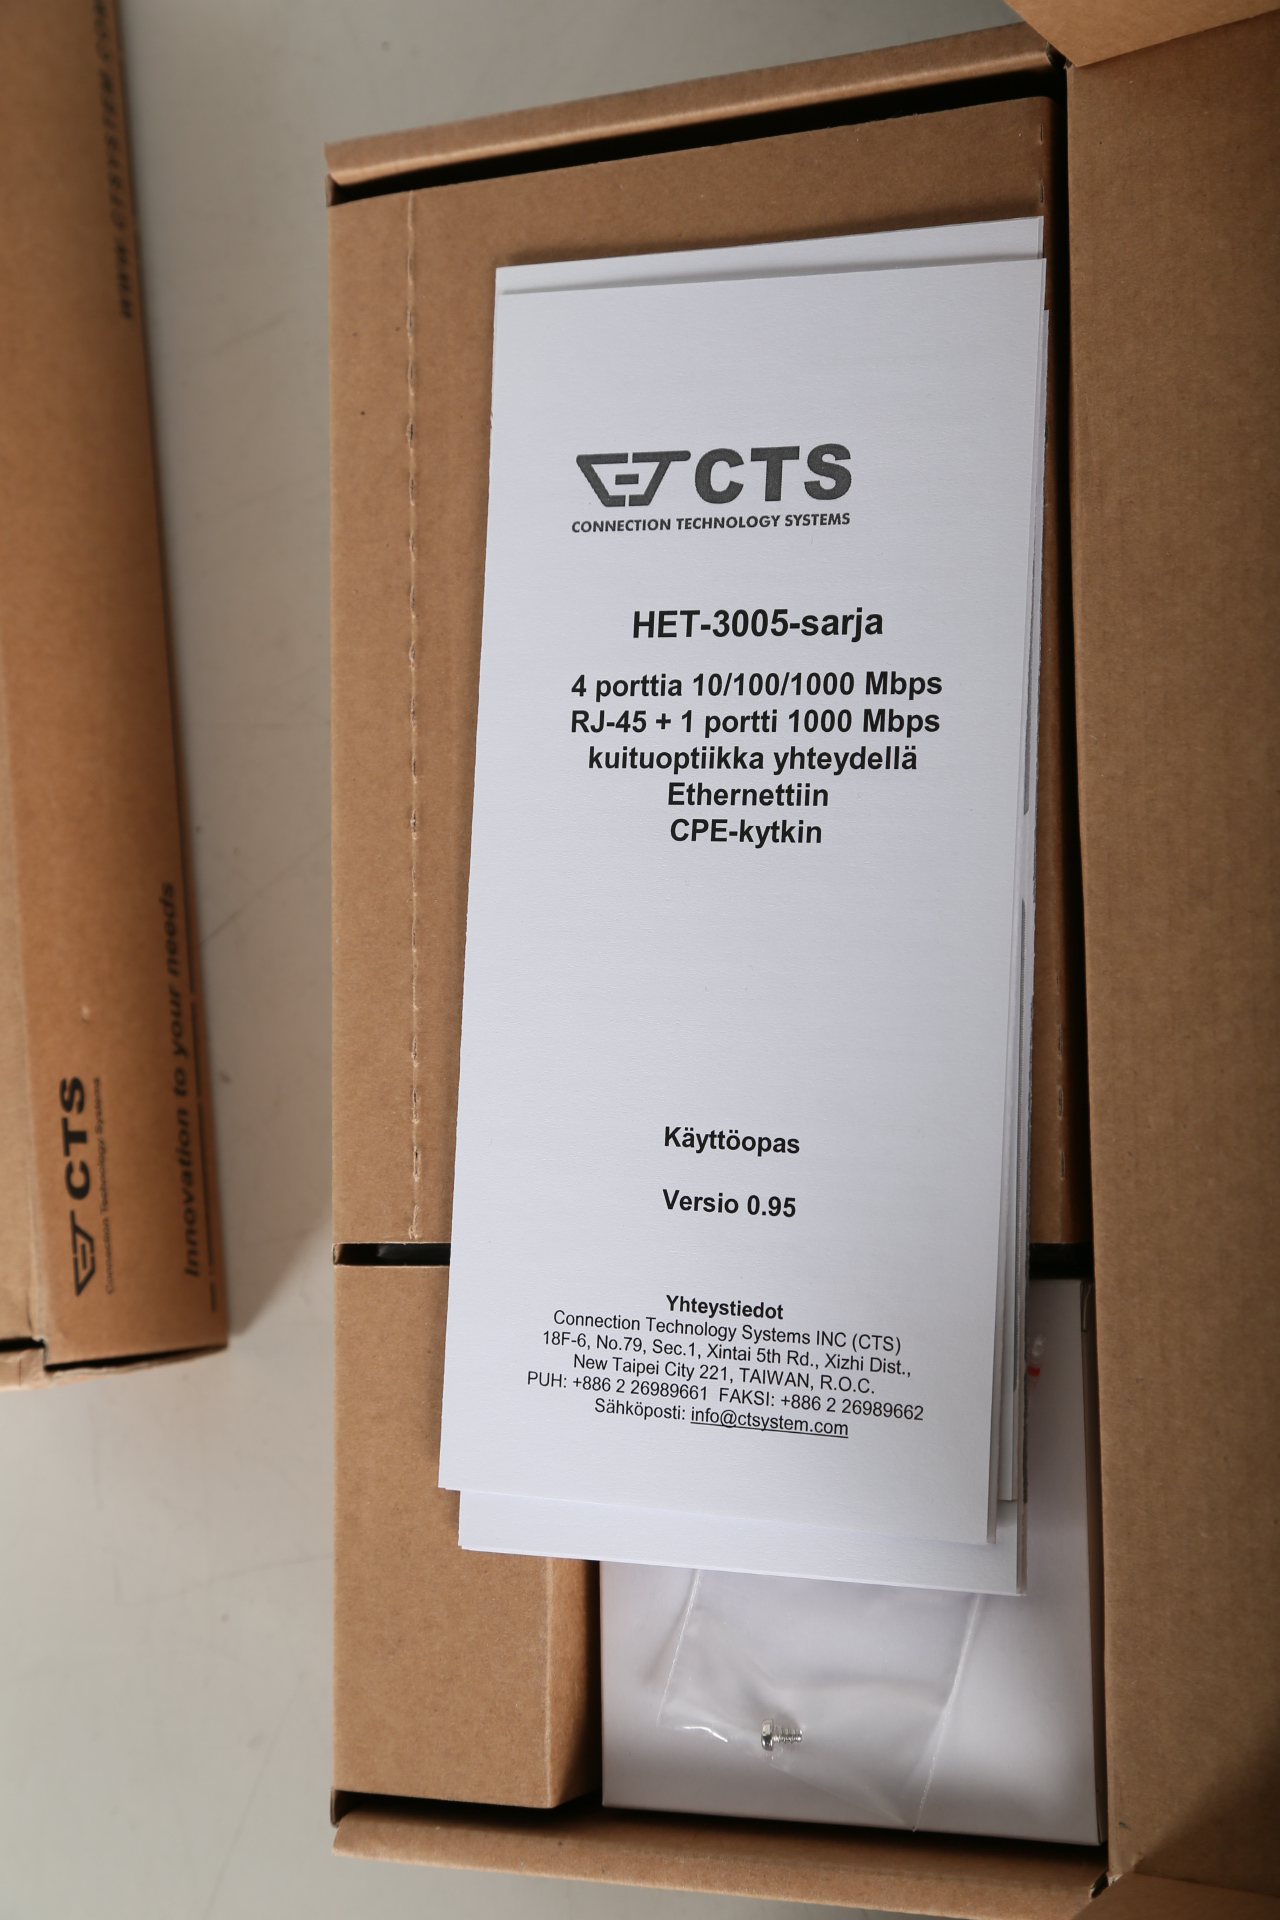 CTS
CONNECTION TECHNOLOGY SYSTEMS
HET-3005-sarja
4 porttia 10/100/1000 Mbps
RJ-45 + 1 portti 1000 Mbps
kuituoptiikka yhteydellä
Ethernettiin
CPE-kytkin
Käyttöopas
Versio 0.95
Yhteystiedot
Connection Technology Systems INC (CTS)
18F-6, No.79, Sec.1, Xintai 5th Rd., Xizhi Dist.,
New Taipei City 221, TAIWAN, R.O.C.
PUH: +886 2 26989661 FAKSI: +886 2 26989662
Sähköposti: info@ctsystem.com
CTS
Connection Technology Systems
Innovation to your needs
WWW.CTSYSTEM.COM